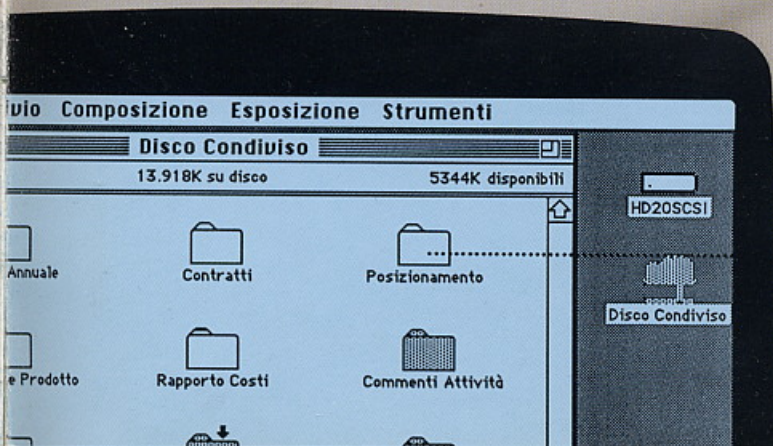 ivio Composizione Esposizione Strumenti
Disco Condiviso
13.918K su disco 5344K disponibili
HD20SCSI
Annuale Contratti Posizionamento
Disco Condiviso
e Prodotto Rapporto Costi Commenti Attività